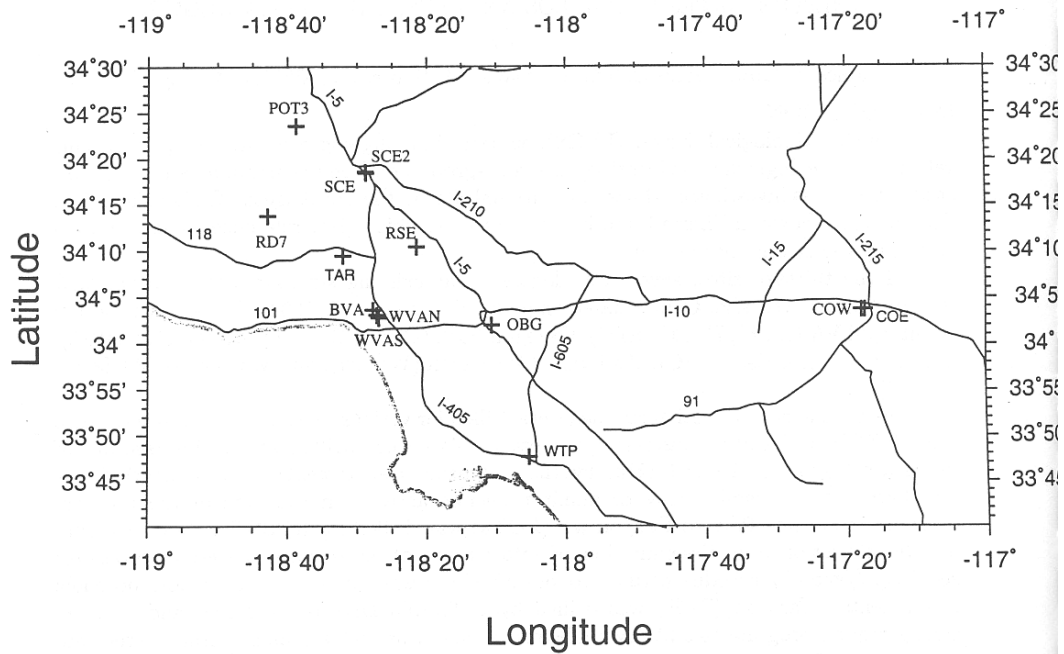 -119° -118°40' -118°20' -118° -117°40' -117°20' -117°
34°30' 34°30
34°25' 34°25
34°20' 34°20
34°15' 34°15
34°10' 34°10
34°5' 34°5'
34° 34°
33°55' 33°55
33°50' 33°50
33°45' 33°45
I-5
POT3
SCE2
SCE
I-210
118
RD7
RSE
TAR
I-5
I-15
I-215
101
BVA
WVAN
WVAS
OBG
I-10
COW
COE
I-605
91
I-405
WTP
-119° -118°40' -118°20' -118° -117°40' -117°20' -117°
Latitude
Longitude